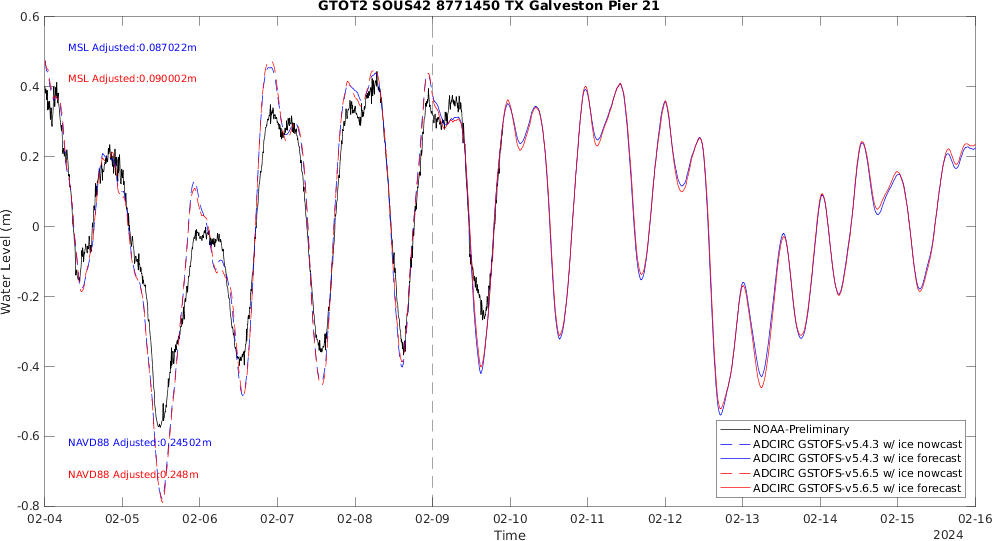 GTOT2 SOUS42 8771450 TX Galveston Pier 21
0.6
MSL Adjusted:0.087022m
MSL Adjusted:0.090002m
0.4
0.2
0
-0.2
-0.4
-0.6
-0.8
Water Level (m)
NAVD88 Adjusted:0.24502m
NAVD88 Adjusted:0.248m
NOAA-Preliminary
ADCIRC GSTOFS-v5.4.3 w/ ice nowcast
ADCIRC GSTOFS-v5.4.3 w/ ice forecast
ADCIRC GSTOFS-v5.6.5 w/ ice nowcast
ADCIRC GSTOFS-v5.6.5 w/ ice forecast
02-04 02-05 02-06 02-07 02-08 02-09 02-10 02-11 02-12 02-13 02-14 02-15 02-16
Time
2024